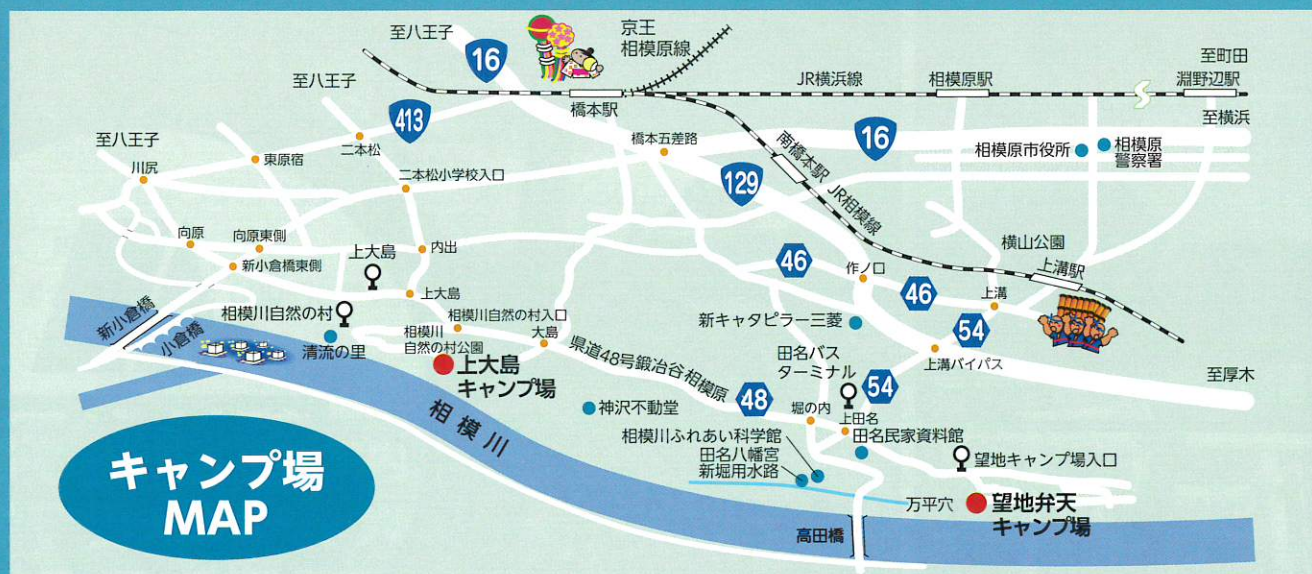 至八王子
京王
相模原線
16
至町田
至八王子
JR横浜線
相模原駅
淵野辺駅
橋本駅
413
至横浜
至八王子
二本松
橋本五差路
16
相模原市役所
相模原
警察署
東原宿
川尻
南橋本駅
二本松小学校入口
129
JR相模線
向原
向原東側
上大島
内出
横山公園
新小倉橋東側
46
作ノ口
上溝駅
46
上大島
上溝
新小倉橋
相模川自然の村
相模川自然の村入口
新キャタピラー三菱
54
小倉橋
清流の里
相模川
自然の村公園
大島
県道48号鍛冶谷相模原
田名バス
ターミナル
上溝バイパス
上大島
キャンプ場
54
至厚木
48
神沢不動堂
堀の内
相模川
上田名
相模川ふれあい科学館
田名民家資料館
田名八幡宮
新堀用水路
望地キャンプ場入口
キャンプ場
MAP
万平穴
望地弁天
キャンプ場
高田橋